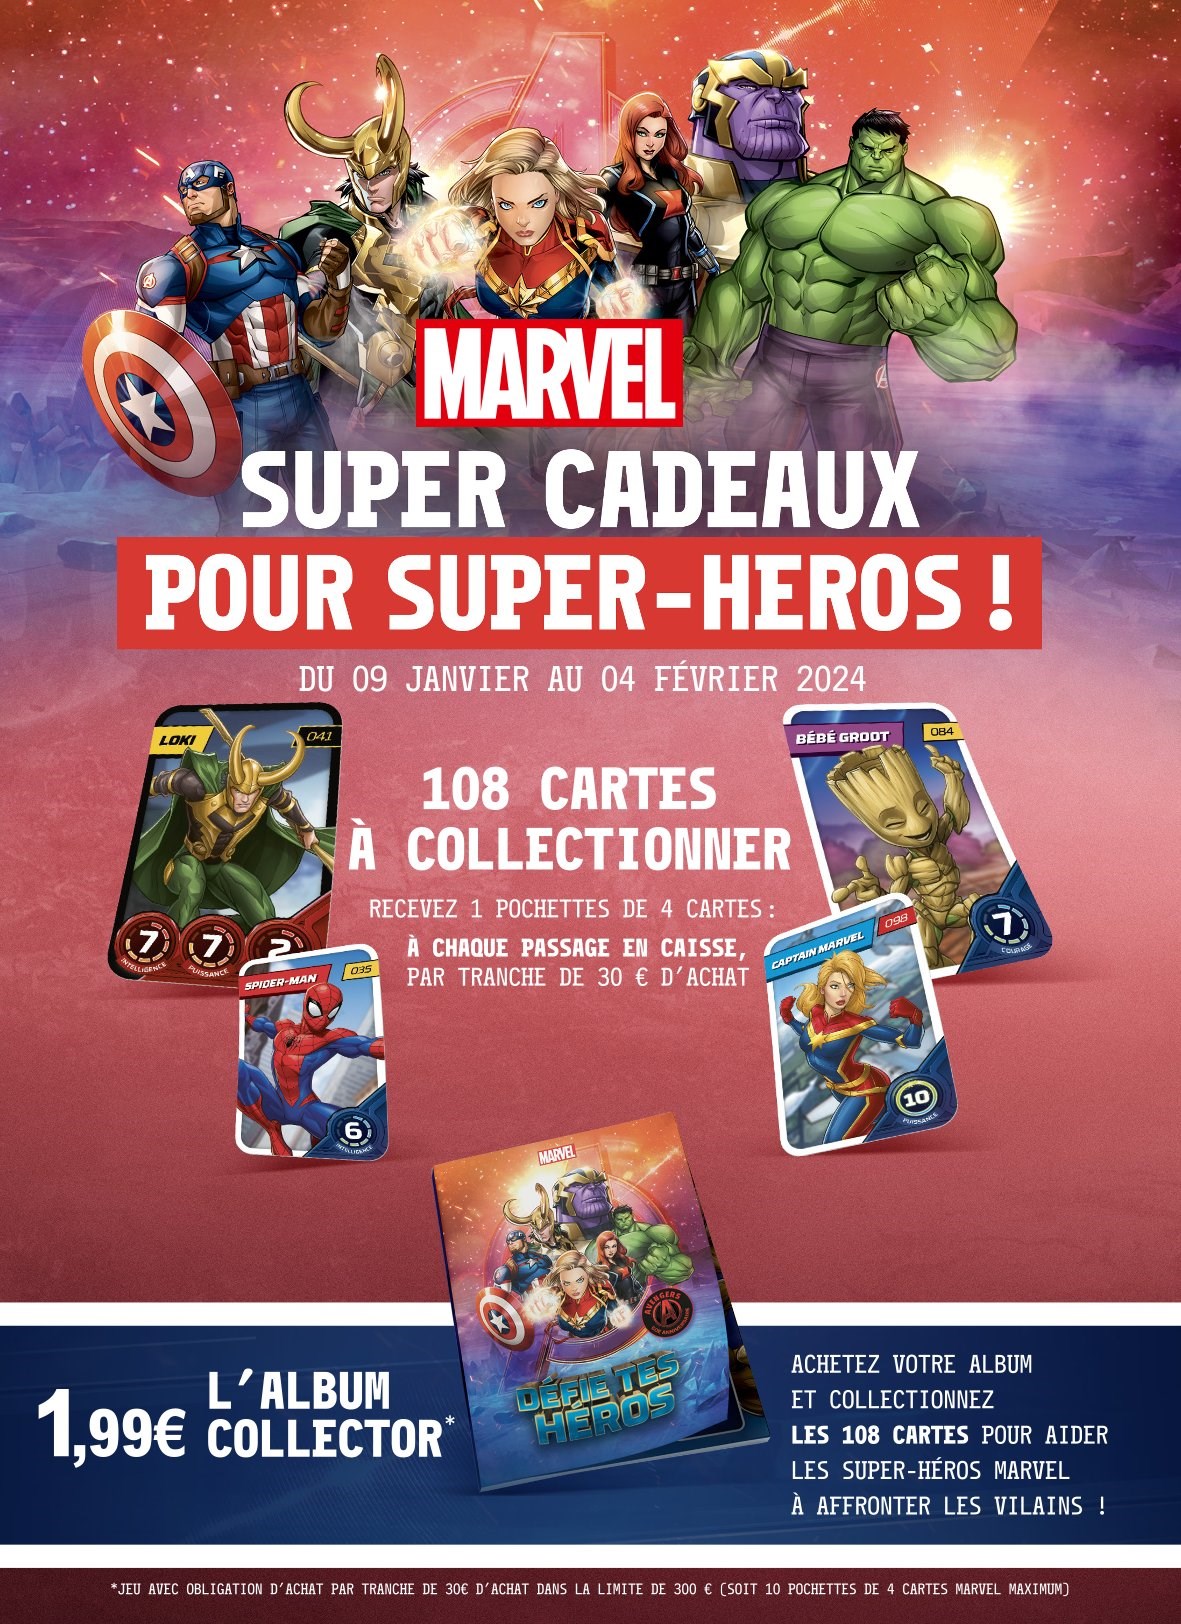 MARVEL
SUPER CADEAUX
POUR SUPER-HEROS !
DU 09 JANVIER AU 04 FÉVRIER 2024
LOKI
041
7
INTELLIGENCE
7
PUISSANCE
2
BÉBÉ GROOT
084
7
COURAGE
108 CARTES
À COLLECTIONNER
RECEVEZ 1 POCHETTES DE 4 CARTES :
À CHAQUE PASSAGE EN CAISSE,
PAR TRANCHE DE 30 € D'ACHAT
SPIDER-MAN
035
6
INTELLIGENCE
CAPTAIN MARVEL
098
10
PUISSANCE
MARVEL
AVENGERS
DÉFIE TES
HÉROS
1,99€
L'ALBUM
COLLECTOR*
ACHETEZ VOTRE ALBUM
ET COLLECTIONNEZ
LES 108 CARTES POUR AIDER
LES SUPER-HÉROS MARVEL
À AFFRONTER LES VILAINS !
*JEU AVEC OBLIGATION D'ACHAT PAR TRANCHE DE 30€ D'ACHAT DANS LA LIMITE DE 300 € (SOIT 10 POCHETTES DE 4 CARTES MARVEL MAXIMUM)